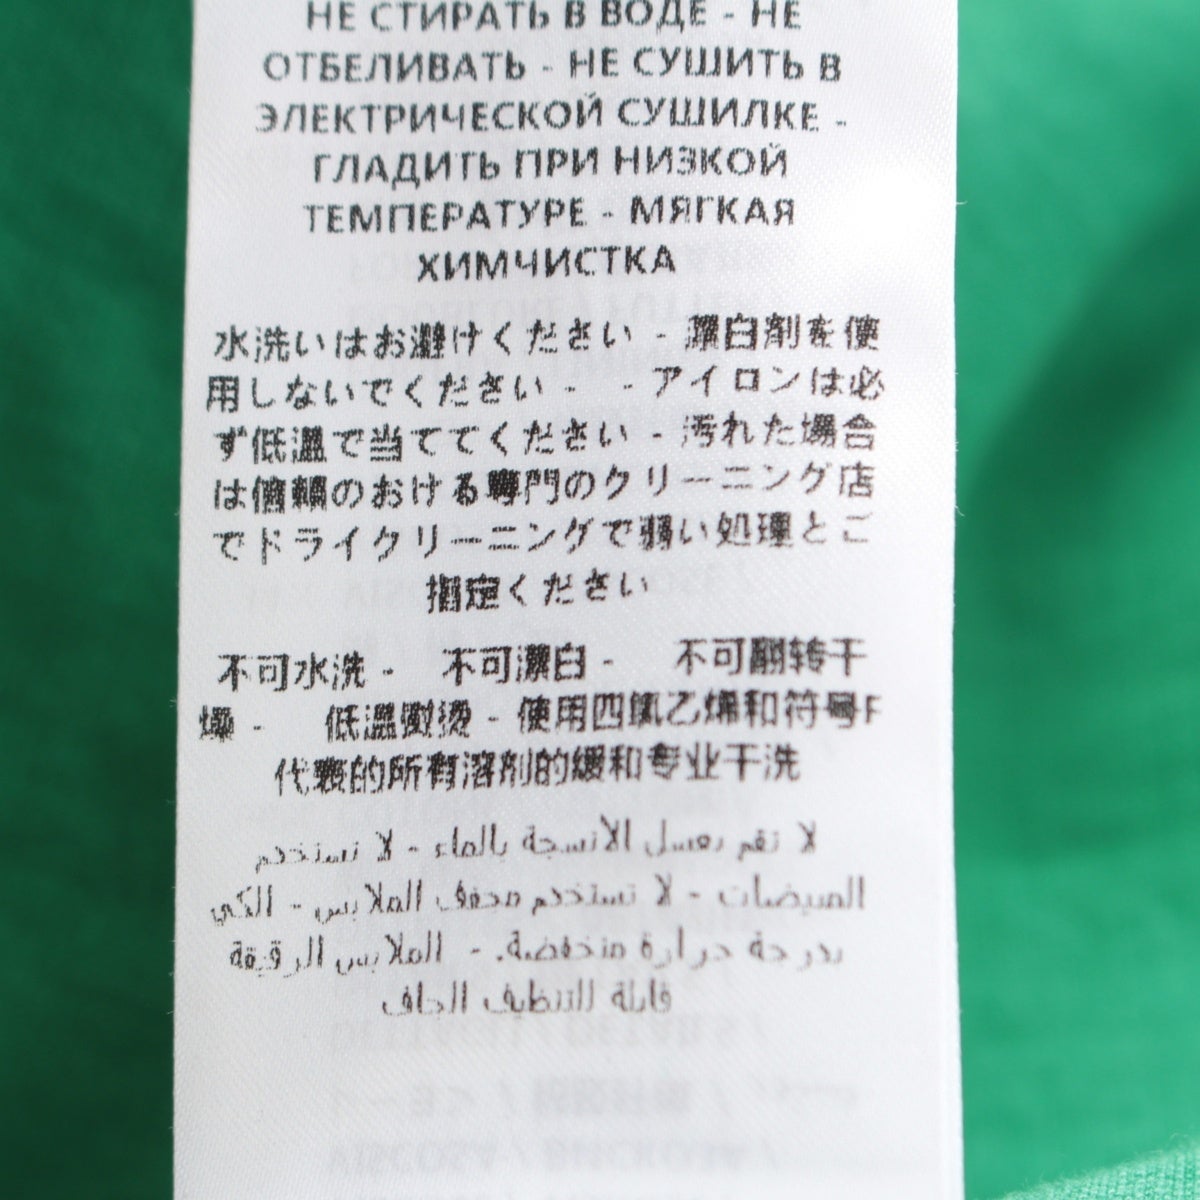 НЕ СТИРАТЬ В ВОДЕ - НЕ
ОТБЕЛИВАТЬ - НЕ СУШИТЬ В
ЭЛЕКТРИЧЕСКОЙ СУШИЛКЕ -
ГЛАДИТЬ ПРИ НИЗКОЙ
ТЕМПЕРАТУРЕ - МЯГКАЯ
ХИМЧИСТКА
水洗いはお避けください - 漂白剤を使
用しないでください - - アイロンは必
ず低温で当ててください - 汚れた場合
は信頼のおける専門のクリーニング店
でドライクリーニングで弱い処理とご
指定ください
不可水洗 - 不可漂白 - 不可翻转干
燥 - 低温熨烫 - 使用四氯乙烯和符号F
代表的所有溶剂的缓和专业干洗
لا تقم بغسل الانسجة بالماء - لا تستخدم
المبيضات - لا تستخدم مجفف الملابس - الكي
بدرجة حرارة منخفضة. - الملابس الرقيقة
قابلة للتنظيف الجاف
DETTAGLI / DETAILS /
VISCOSA / ВИСКОЗА /